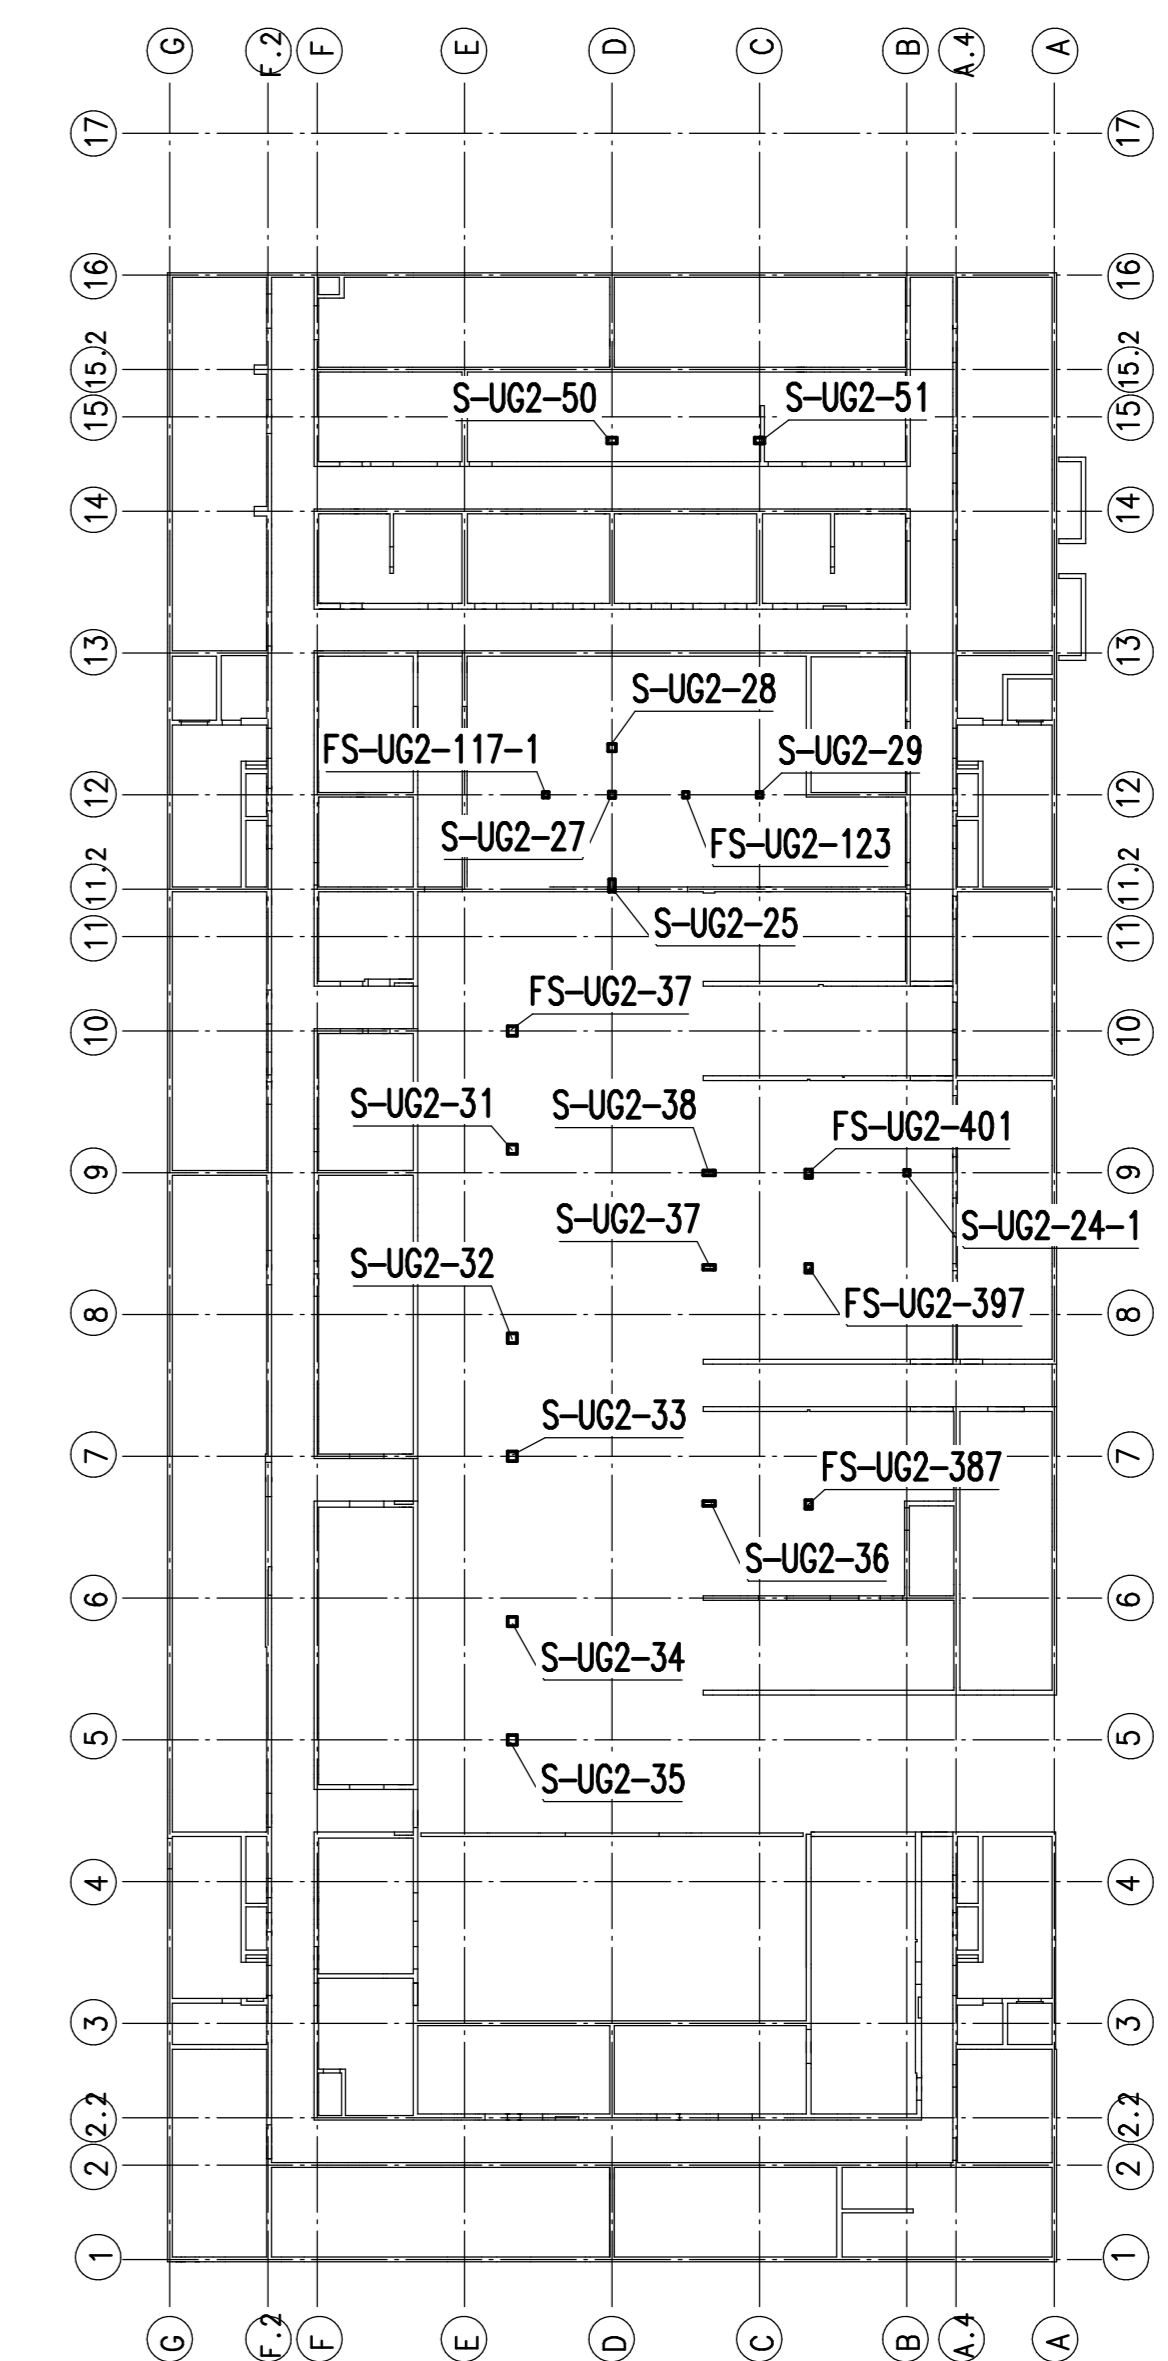 G F.2 F E D C B A.4 A
17 17
16 16
15.2 15.2
S-UG2-50 S-UG2-51
15 15
14 14
13 13
S-UG2-28
FS-UG2-117-1 S-UG2-29
12 12
S-UG2-27 FS-UG2-123
11.2 11.2
S-UG2-25
11 11
FS-UG2-37
10 10
S-UG2-31 S-UG2-38
FS-UG2-401
9 9
S-UG2-37 S-UG2-24-1
S-UG2-32
FS-UG2-397
8 8
S-UG2-33
7 7
FS-UG2-387
S-UG2-36
6 6
S-UG2-34
5 5
S-UG2-35
4 4
3 3
2.2 2.2
2 2
1 1
G F.2 F E D C B A.4 A